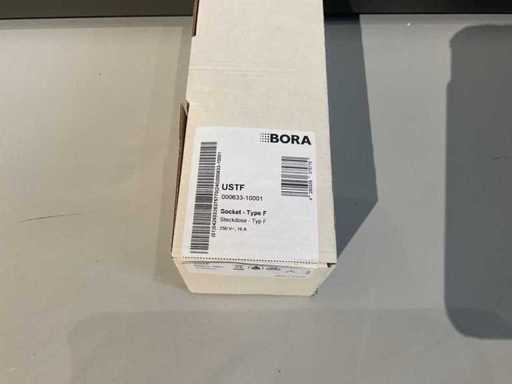 BORA
USTF
000633-10001
Socket - Type F
Steckdose - Typ F
250 V~, 16 A